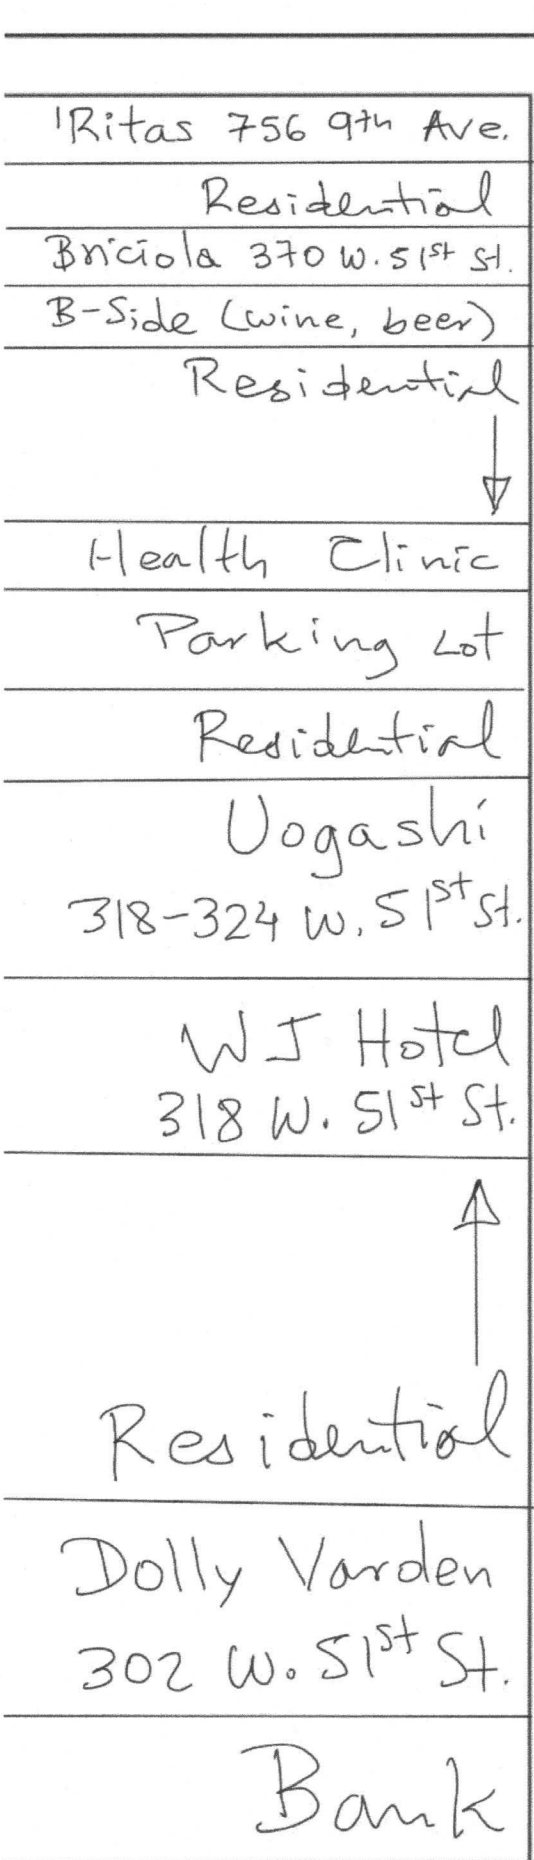 'Ritas 756 9th Ave.
Residential
Briciola 370 W. 51st St.
B-Side (wine, beer)
Residential
Health Clinic
Parking Lot
Residential
Uogashi
318-324 W. 51st St.
WJ Hotel
318 W. 51st St.
Residential
Dolly Varden
302 W. 51st St.
Bank